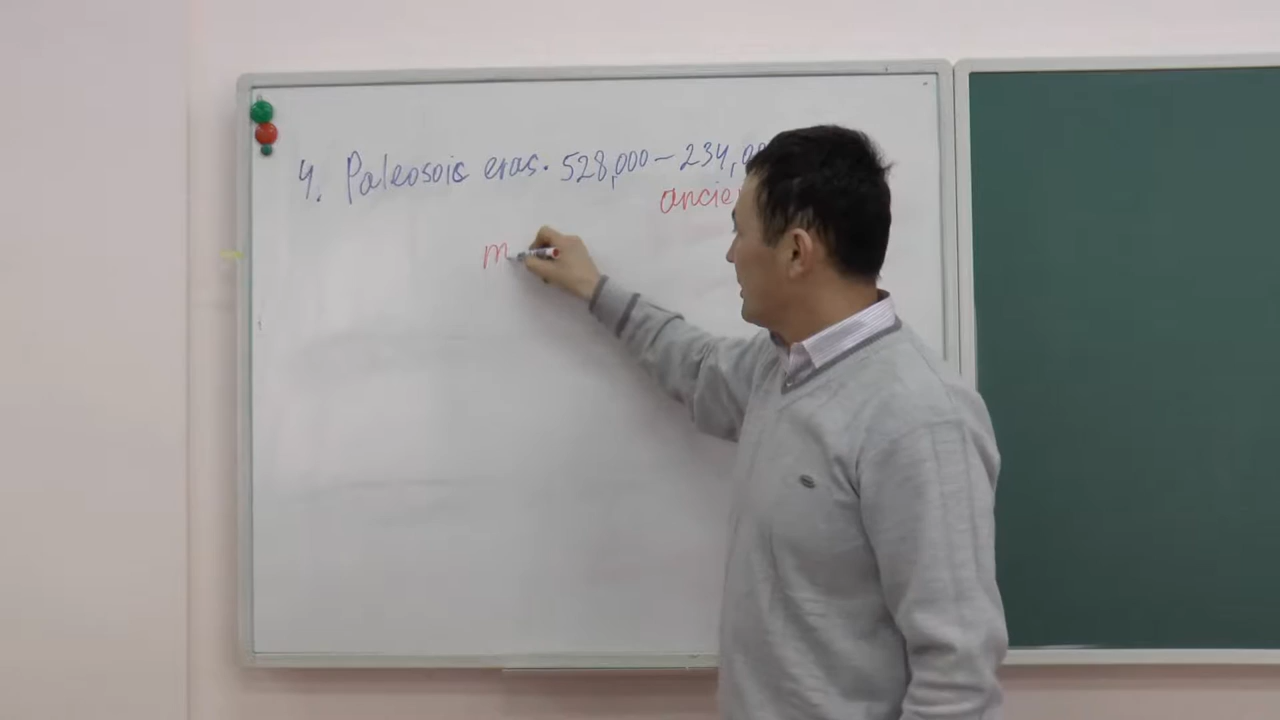 4. Paleosoic eras. 528,000 – 234,
m